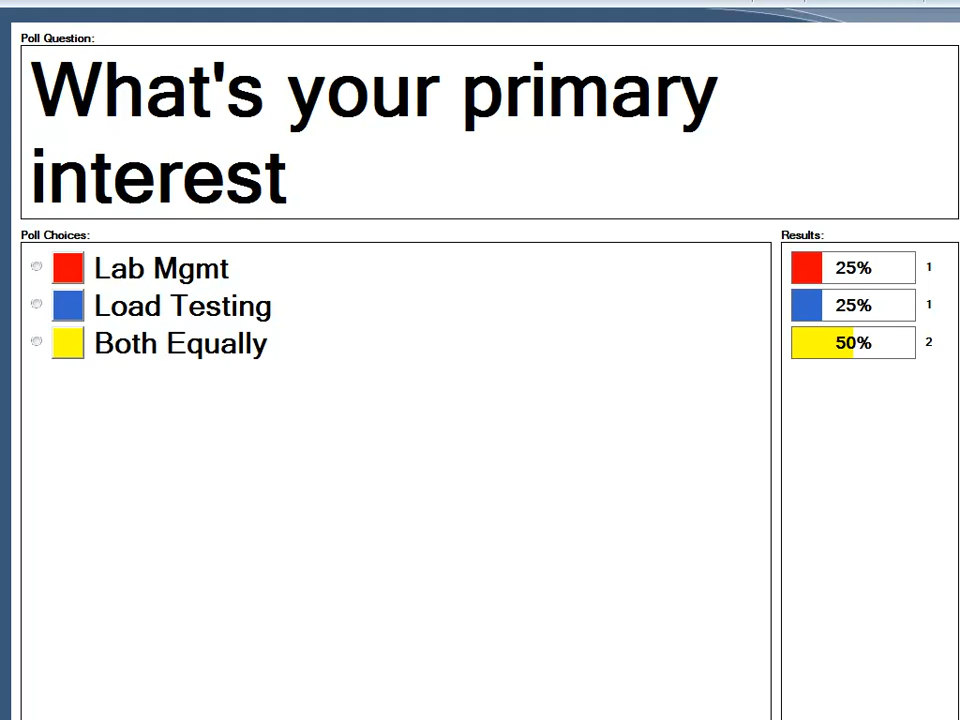 Poll Question:
What's your primary
interest
Poll Choices:
Results:
Lab Mgmt
25%
1
Load Testing
25%
1
Both Equally
50%
2